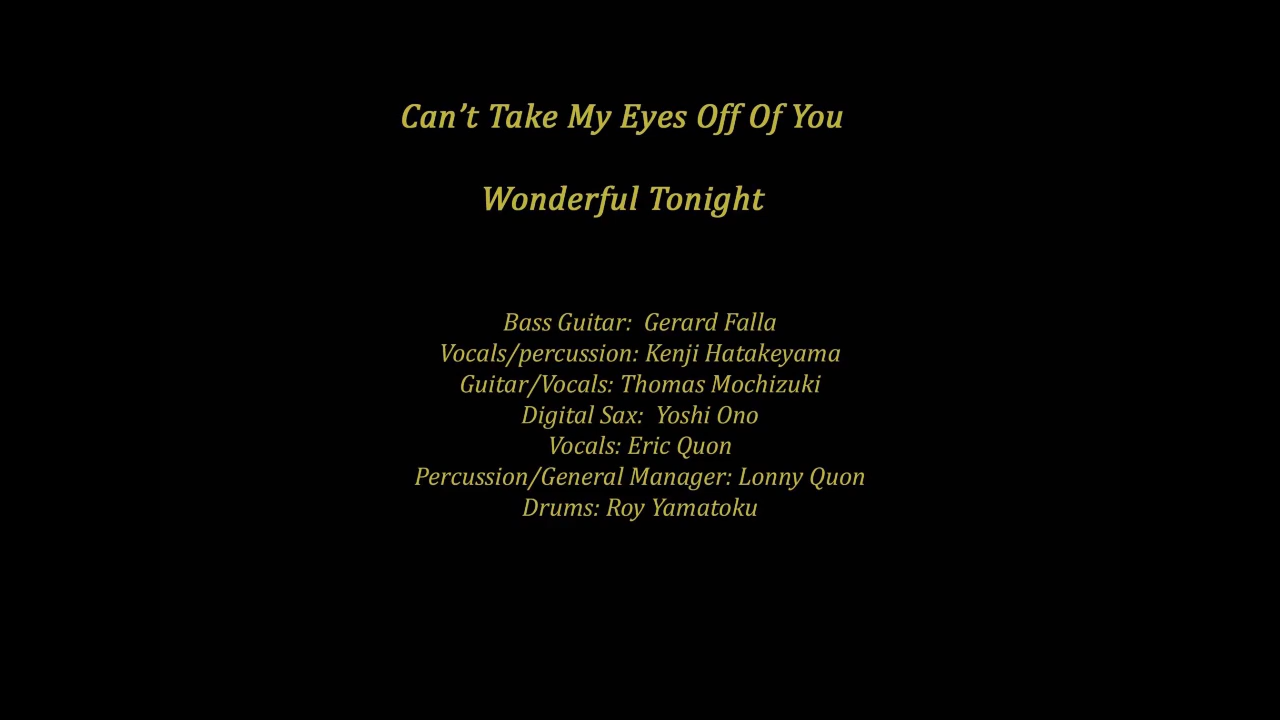 Can’t Take My Eyes Off Of You
Wonderful Tonight
Bass Guitar:  Gerard Falla
Vocals/percussion: Kenji Hatakeyama
Guitar/Vocals: Thomas Mochizuki
Digital Sax:  Yoshi Ono
Vocals: Eric Quon
Percussion/General Manager: Lonny Quon
Drums: Roy Yamatoku